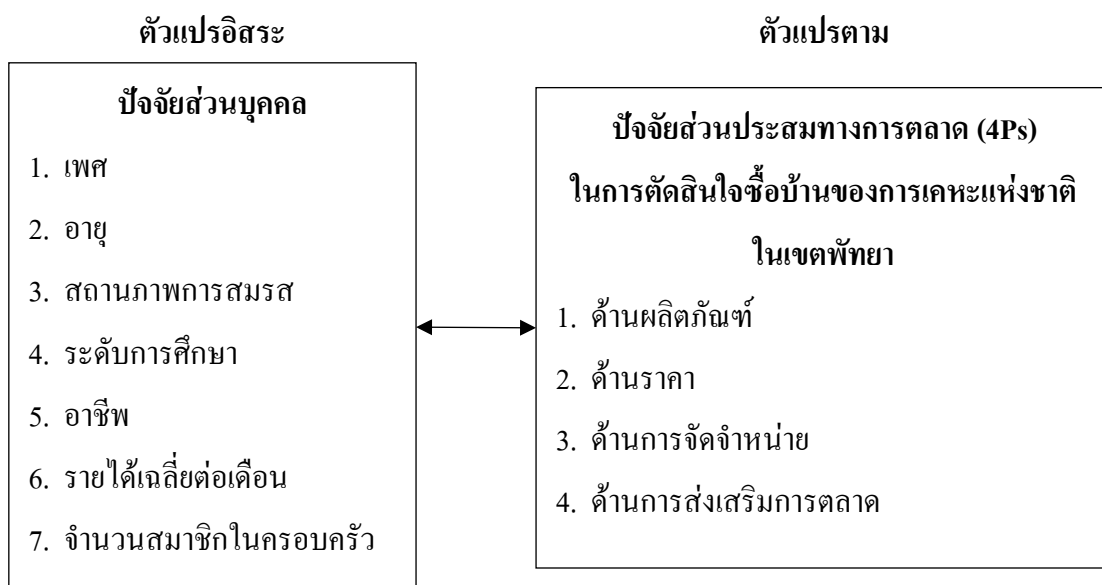 ตัวแปรอิสระ
ปัจจัยส่วนบุคคล
1. เพศ
2. อายุ
3. สถานภาพการสมรส
4. ระดับการศึกษา
5. อาชีพ
6. รายได้เฉลี่ยต่อเดือน
7. จำนวนสมาชิกในครอบครัว
ตัวแปรตาม
ปัจจัยส่วนประสมทางการตลาด (4Ps)
ในการตัดสินใจซื้อบ้านของการเคหะแห่งชาติ
ในเขตพัทยา
1. ด้านผลิตภัณฑ์
2. ด้านราคา
3. ด้านการจัดจำหน่าย
4. ด้านการส่งเสริมการตลาด